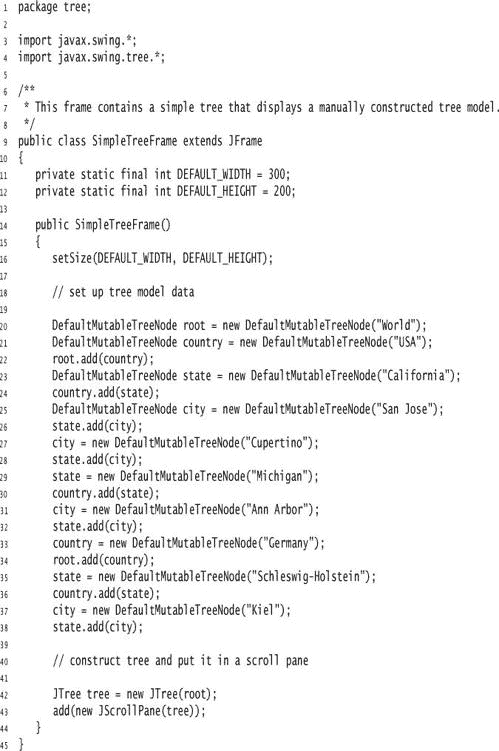 1 package tree;
2
3 import javax.swing.*;
4 import javax.swing.tree.*;
5
6 /**
7  * This frame contains a simple tree that displays a manually constructed tree model.
8  */
9 public class SimpleTreeFrame extends JFrame
10 {
11    private static final int DEFAULT_WIDTH = 300;
12    private static final int DEFAULT_HEIGHT = 200;
13
14    public SimpleTreeFrame()
15    {
16       setSize(DEFAULT_WIDTH, DEFAULT_HEIGHT);
17
18       // set up tree model data
19
20       DefaultMutableTreeNode root = new DefaultMutableTreeNode("World");
21       DefaultMutableTreeNode country = new DefaultMutableTreeNode("USA");
22       root.add(country);
23       DefaultMutableTreeNode state = new DefaultMutableTreeNode("California");
24       country.add(state);
25       DefaultMutableTreeNode city = new DefaultMutableTreeNode("San Jose");
26       state.add(city);
27       city = new DefaultMutableTreeNode("Cupertino");
28       state.add(city);
29       state = new DefaultMutableTreeNode("Michigan");
30       country.add(state);
31       city = new DefaultMutableTreeNode("Ann Arbor");
32       state.add(city);
33       country = new DefaultMutableTreeNode("Germany");
34       root.add(country);
35       state = new DefaultMutableTreeNode("Schleswig-Holstein");
36       country.add(state);
37       city = new DefaultMutableTreeNode("Kiel");
38       state.add(city);
39
40       // construct tree and put it in a scroll pane
41
42       JTree tree = new JTree(root);
43       add(new JScrollPane(tree));
44    }
45 }